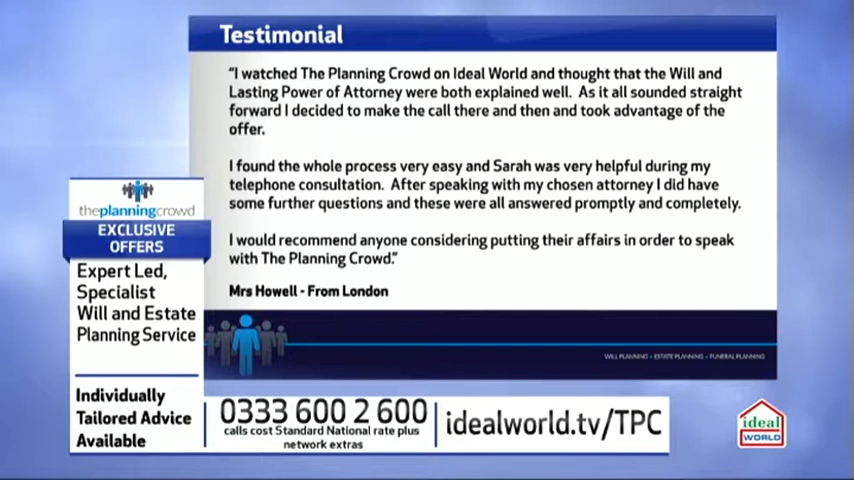 Testimonial
“I watched The Planning Crowd on Ideal World and thought that the Will and
Lasting Power of Attorney were both explained well.  As it all sounded straight
forward I decided to make the call there and then and took advantage of the
offer.
I found the whole process very easy and Sarah was very helpful during my
telephone consultation.  After speaking with my chosen attorney I did have
some further questions and these were all answered promptly and completely.
I would recommend anyone considering putting their affairs in order to speak
with The Planning Crowd.”
Mrs Howell - From London
WILL PLANNING • ESTATE PLANNING • FUNERAL PLANNING
theplanningcrowd
EXCLUSIVE
OFFERS
Expert Led,
Specialist
Will and Estate
Planning Service
Individually
Tailored Advice
Available
0333 600 2 600
calls cost Standard National rate plus
network extras
idealworld.tv/TPC
ideal
WORLD